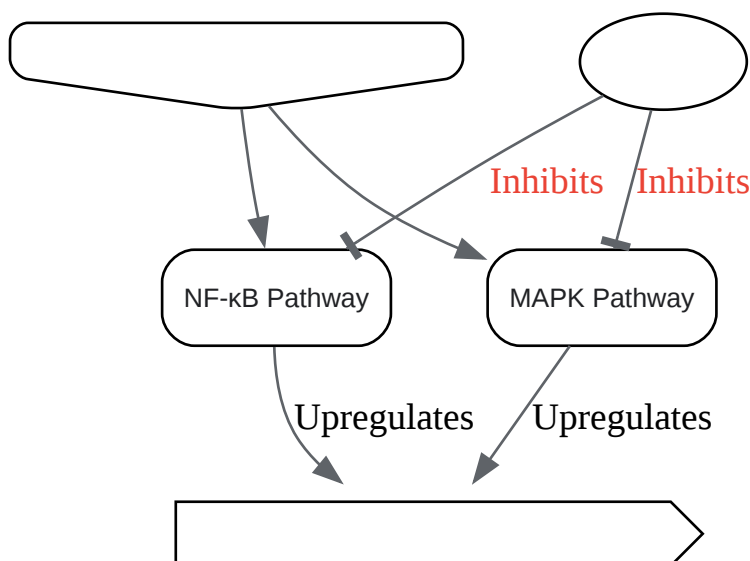 Inhibits Inhibits
NF-κB Pathway MAPK Pathway
Upregulates Upregulates